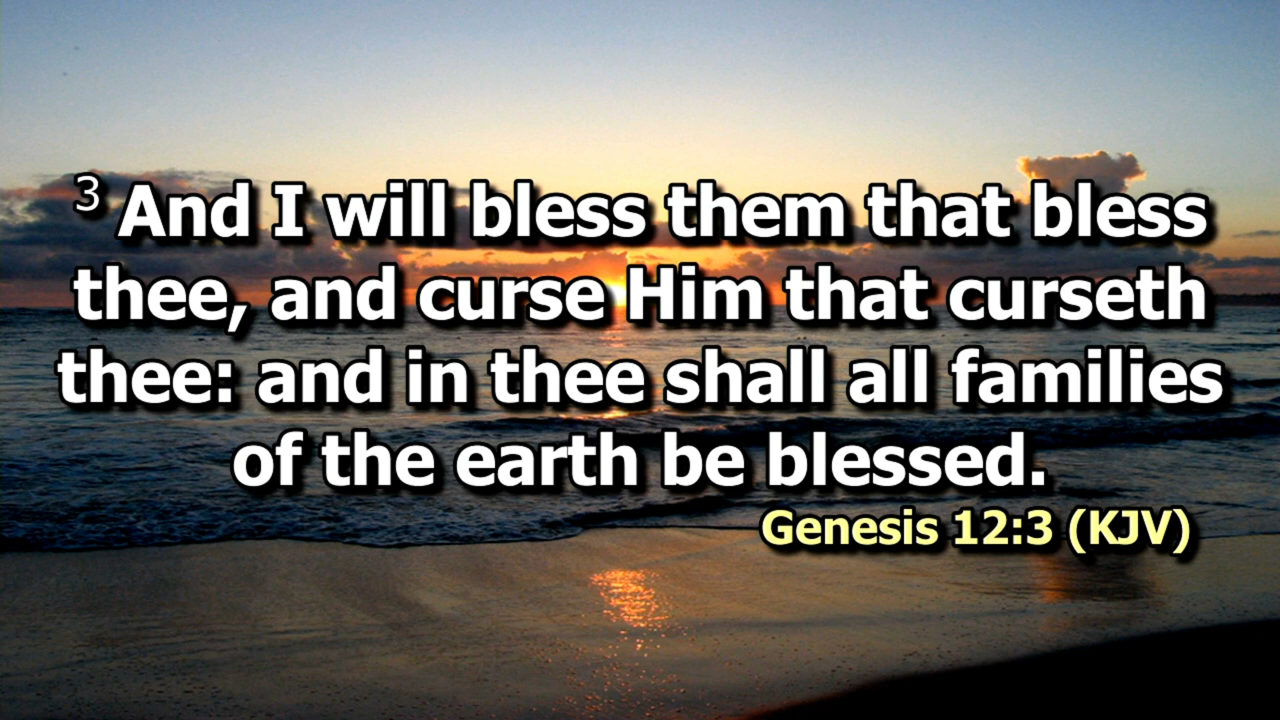 3 And I will bless them that bless
thee, and curse Him that curseth
thee: and in thee shall all families
of the earth be blessed.
Genesis 12:3 (KJV)